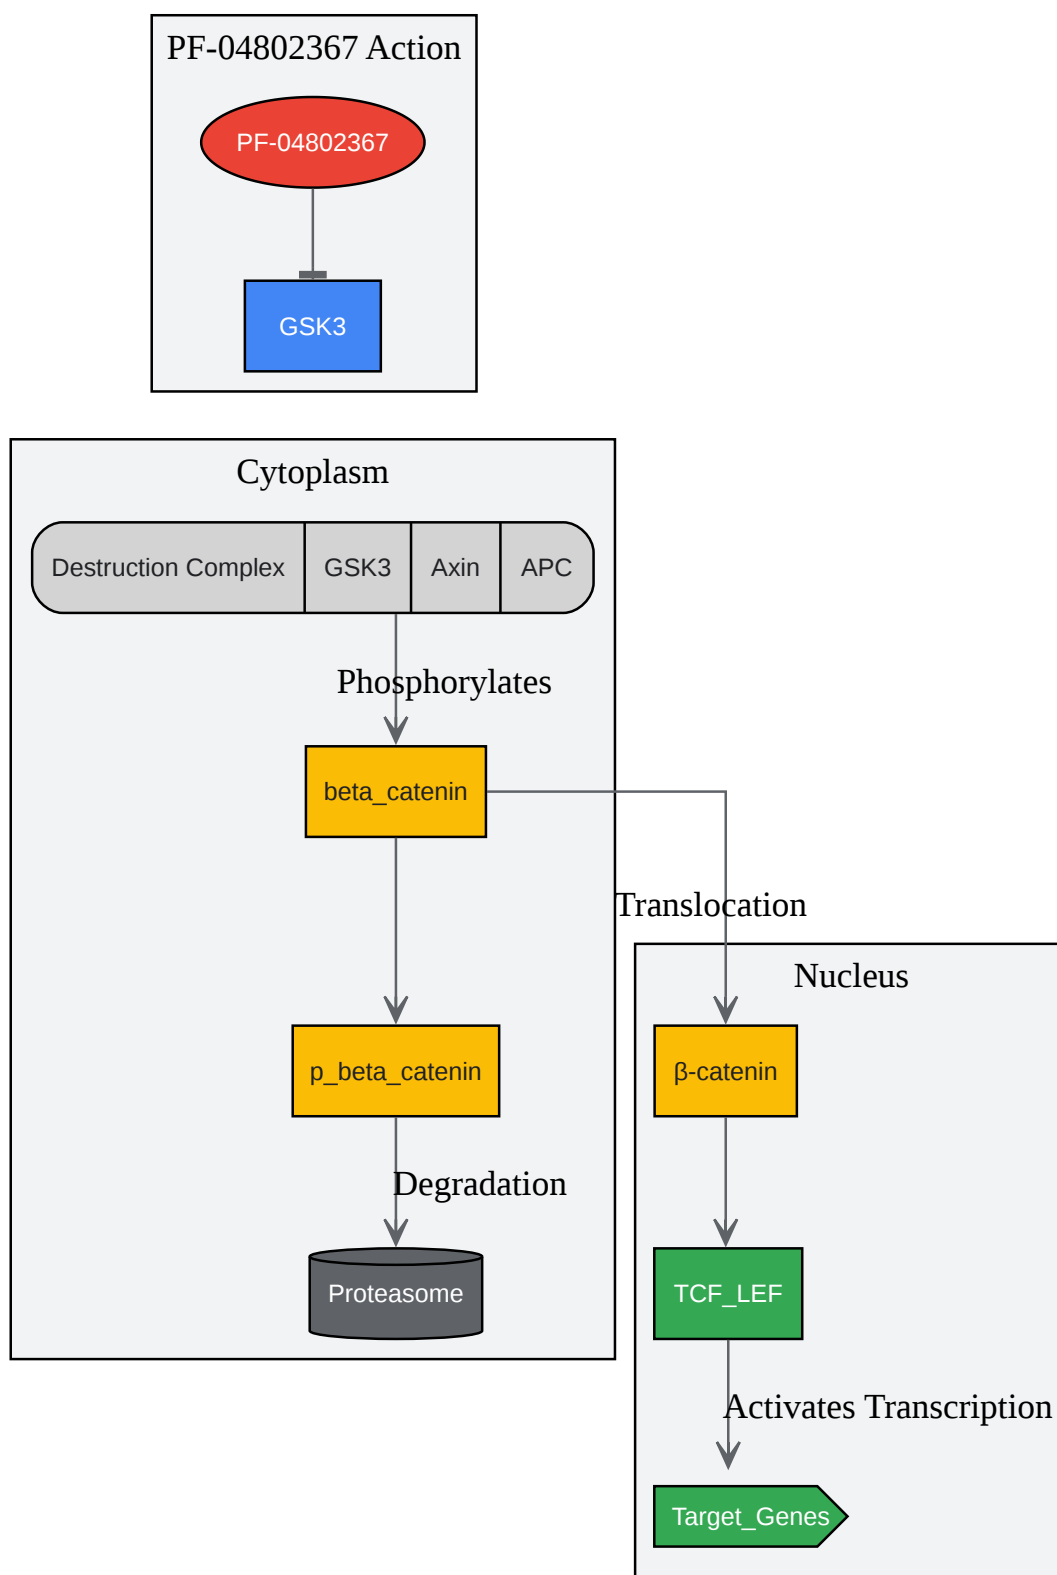 PF-04802367 Action
PF-04802367
GSK3
Cytoplasm
Destruction Complex GSK3 Axin APC
Phosphorylates
beta_catenin
Translocation
Nucleus
p_beta_catenin
β-catenin
Degradation
Proteasome
TCF_LEF
Activates Transcription
Target_Genes